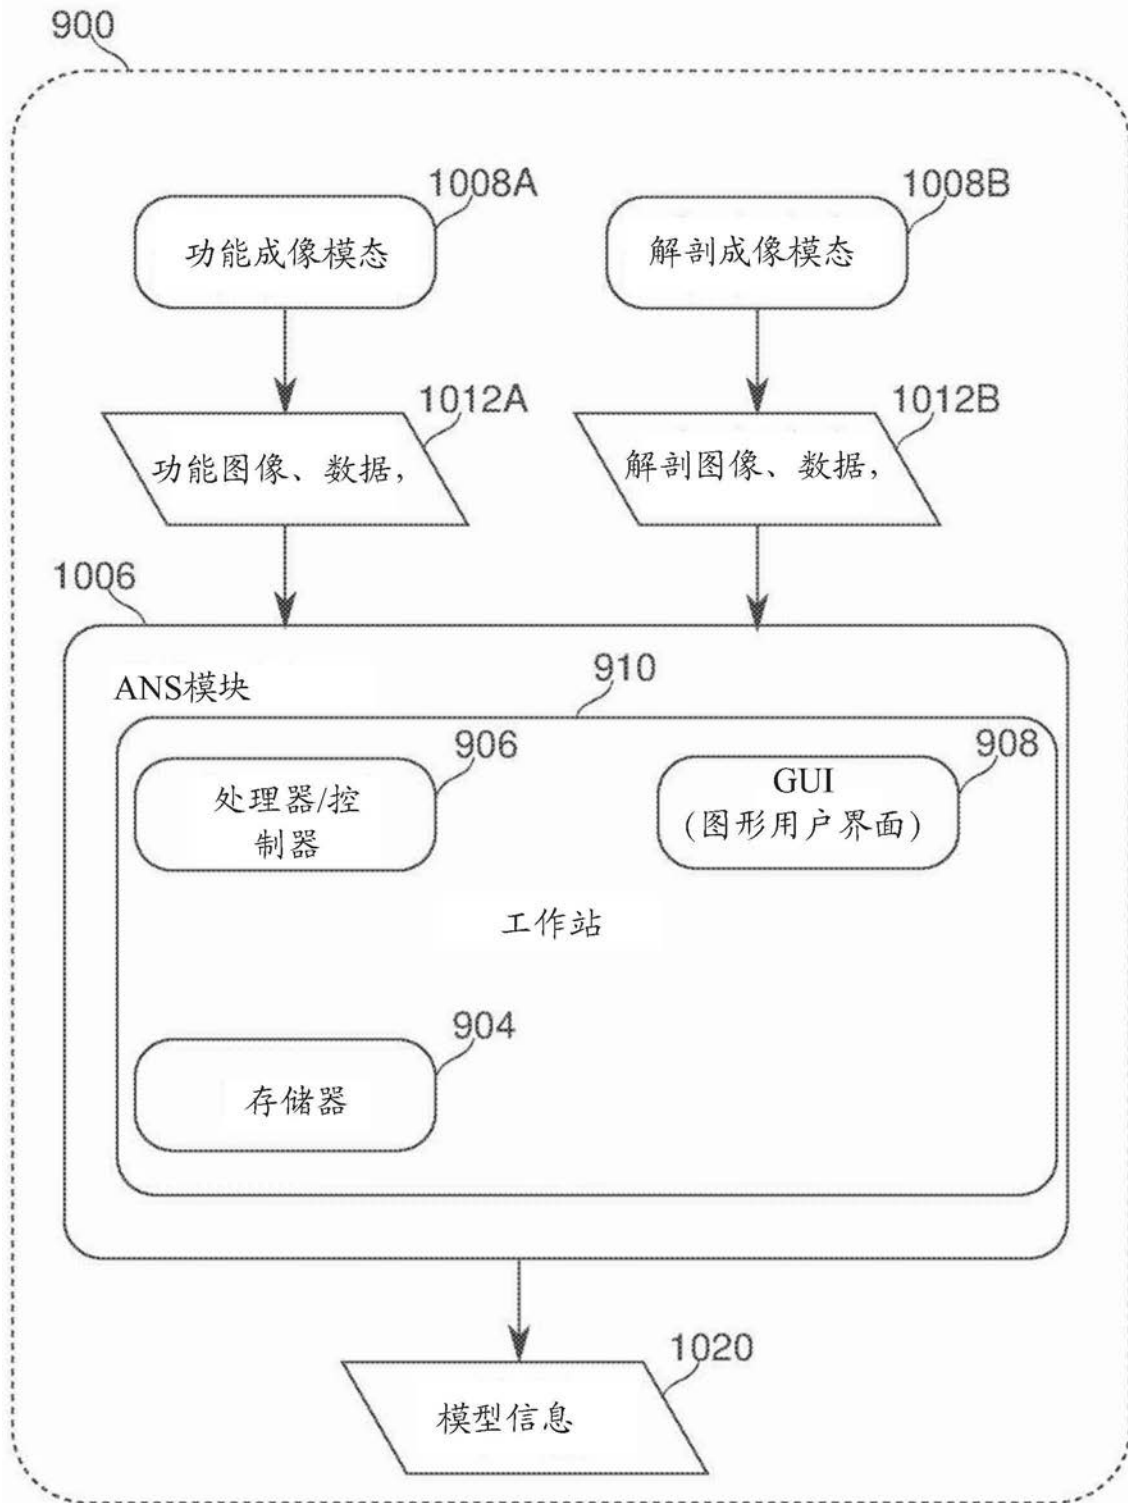 900
1008A
1008B
功能成像模态
解剖成像模态
1012A
1012B
功能图像、数据，
解剖图像、数据，
1006
ANS模块
910
906
908
处理器/控
制器
GUI
(图形用户界面)
工作站
904
存储器
1020
模型信息